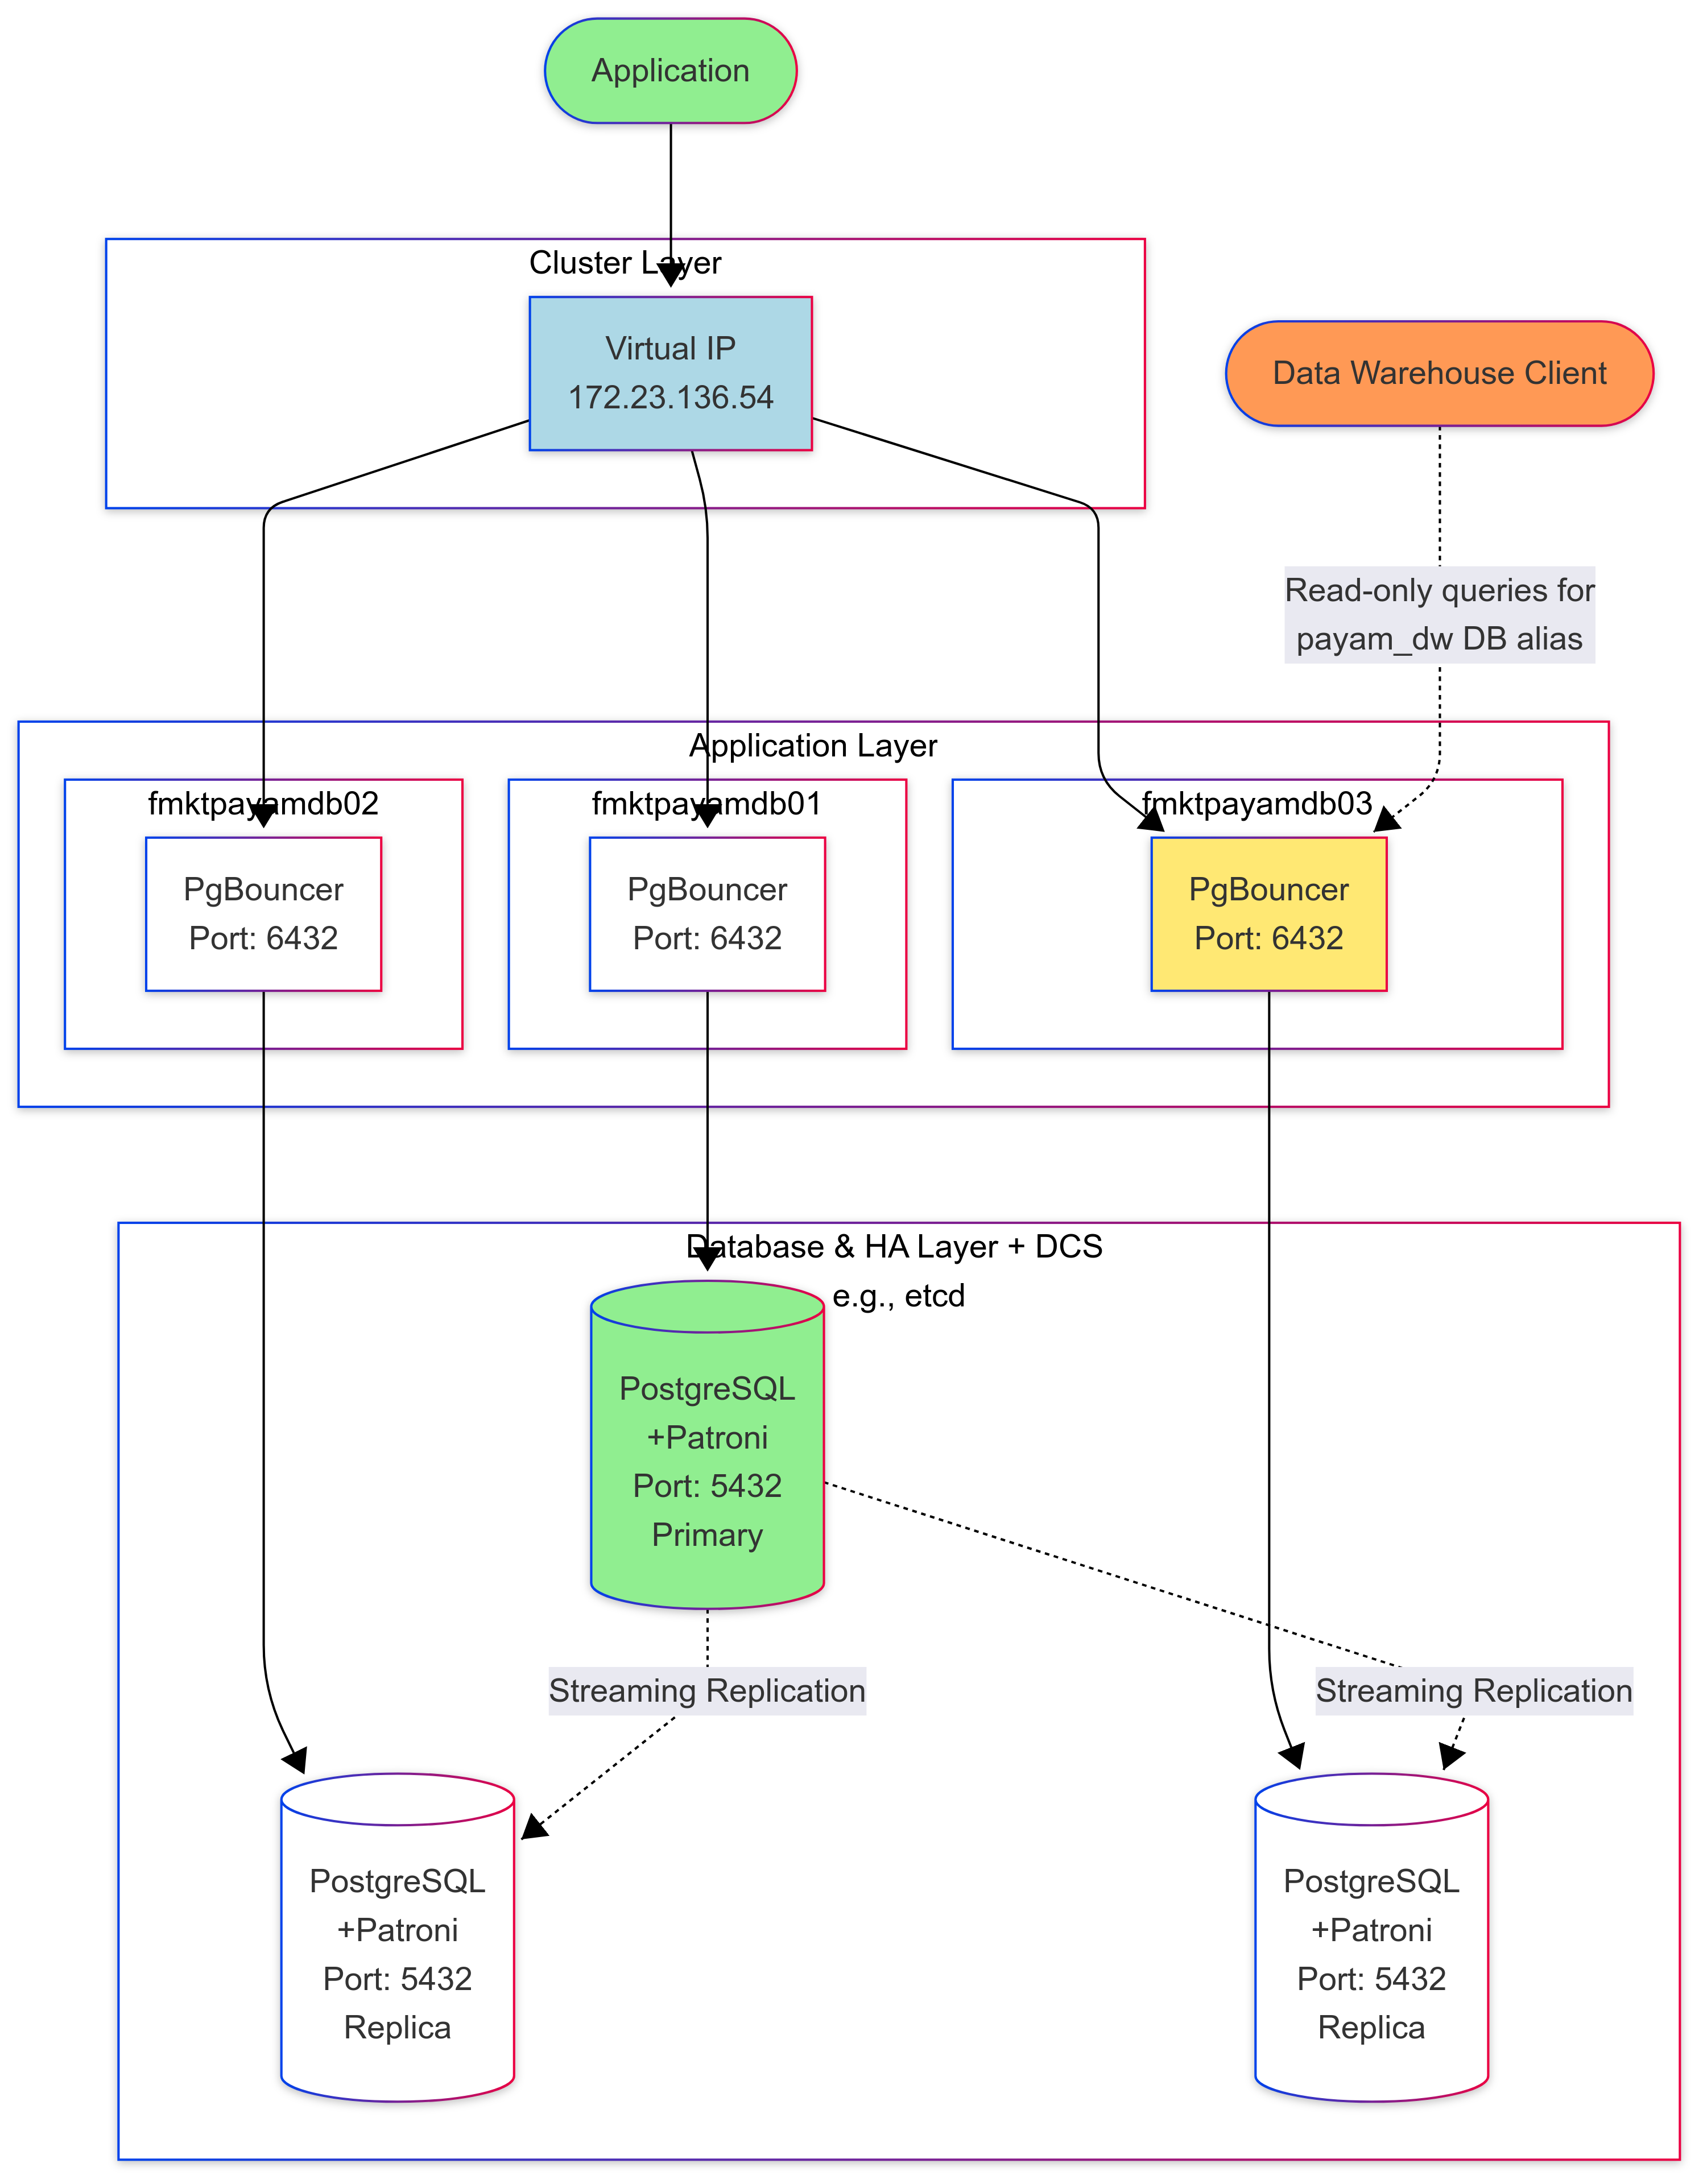 Application
Cluster Layer
Virtual IP
172.23.136.54
Data Warehouse Client
Read-only queries for
payam_dw DB alias
Application Layer
fmktpayamdb02
PgBouncer
Port: 6432
fmktpayamdb01
PgBouncer
Port: 6432
fmktpayamdb03
PgBouncer
Port: 6432
Database & HA Layer + DCS
e.g., etcd
PostgreSQL
+Patroni
Port: 5432
Primary
Streaming Replication
Streaming Replication
PostgreSQL
+Patroni
Port: 5432
Replica
PostgreSQL
+Patroni
Port: 5432
Replica